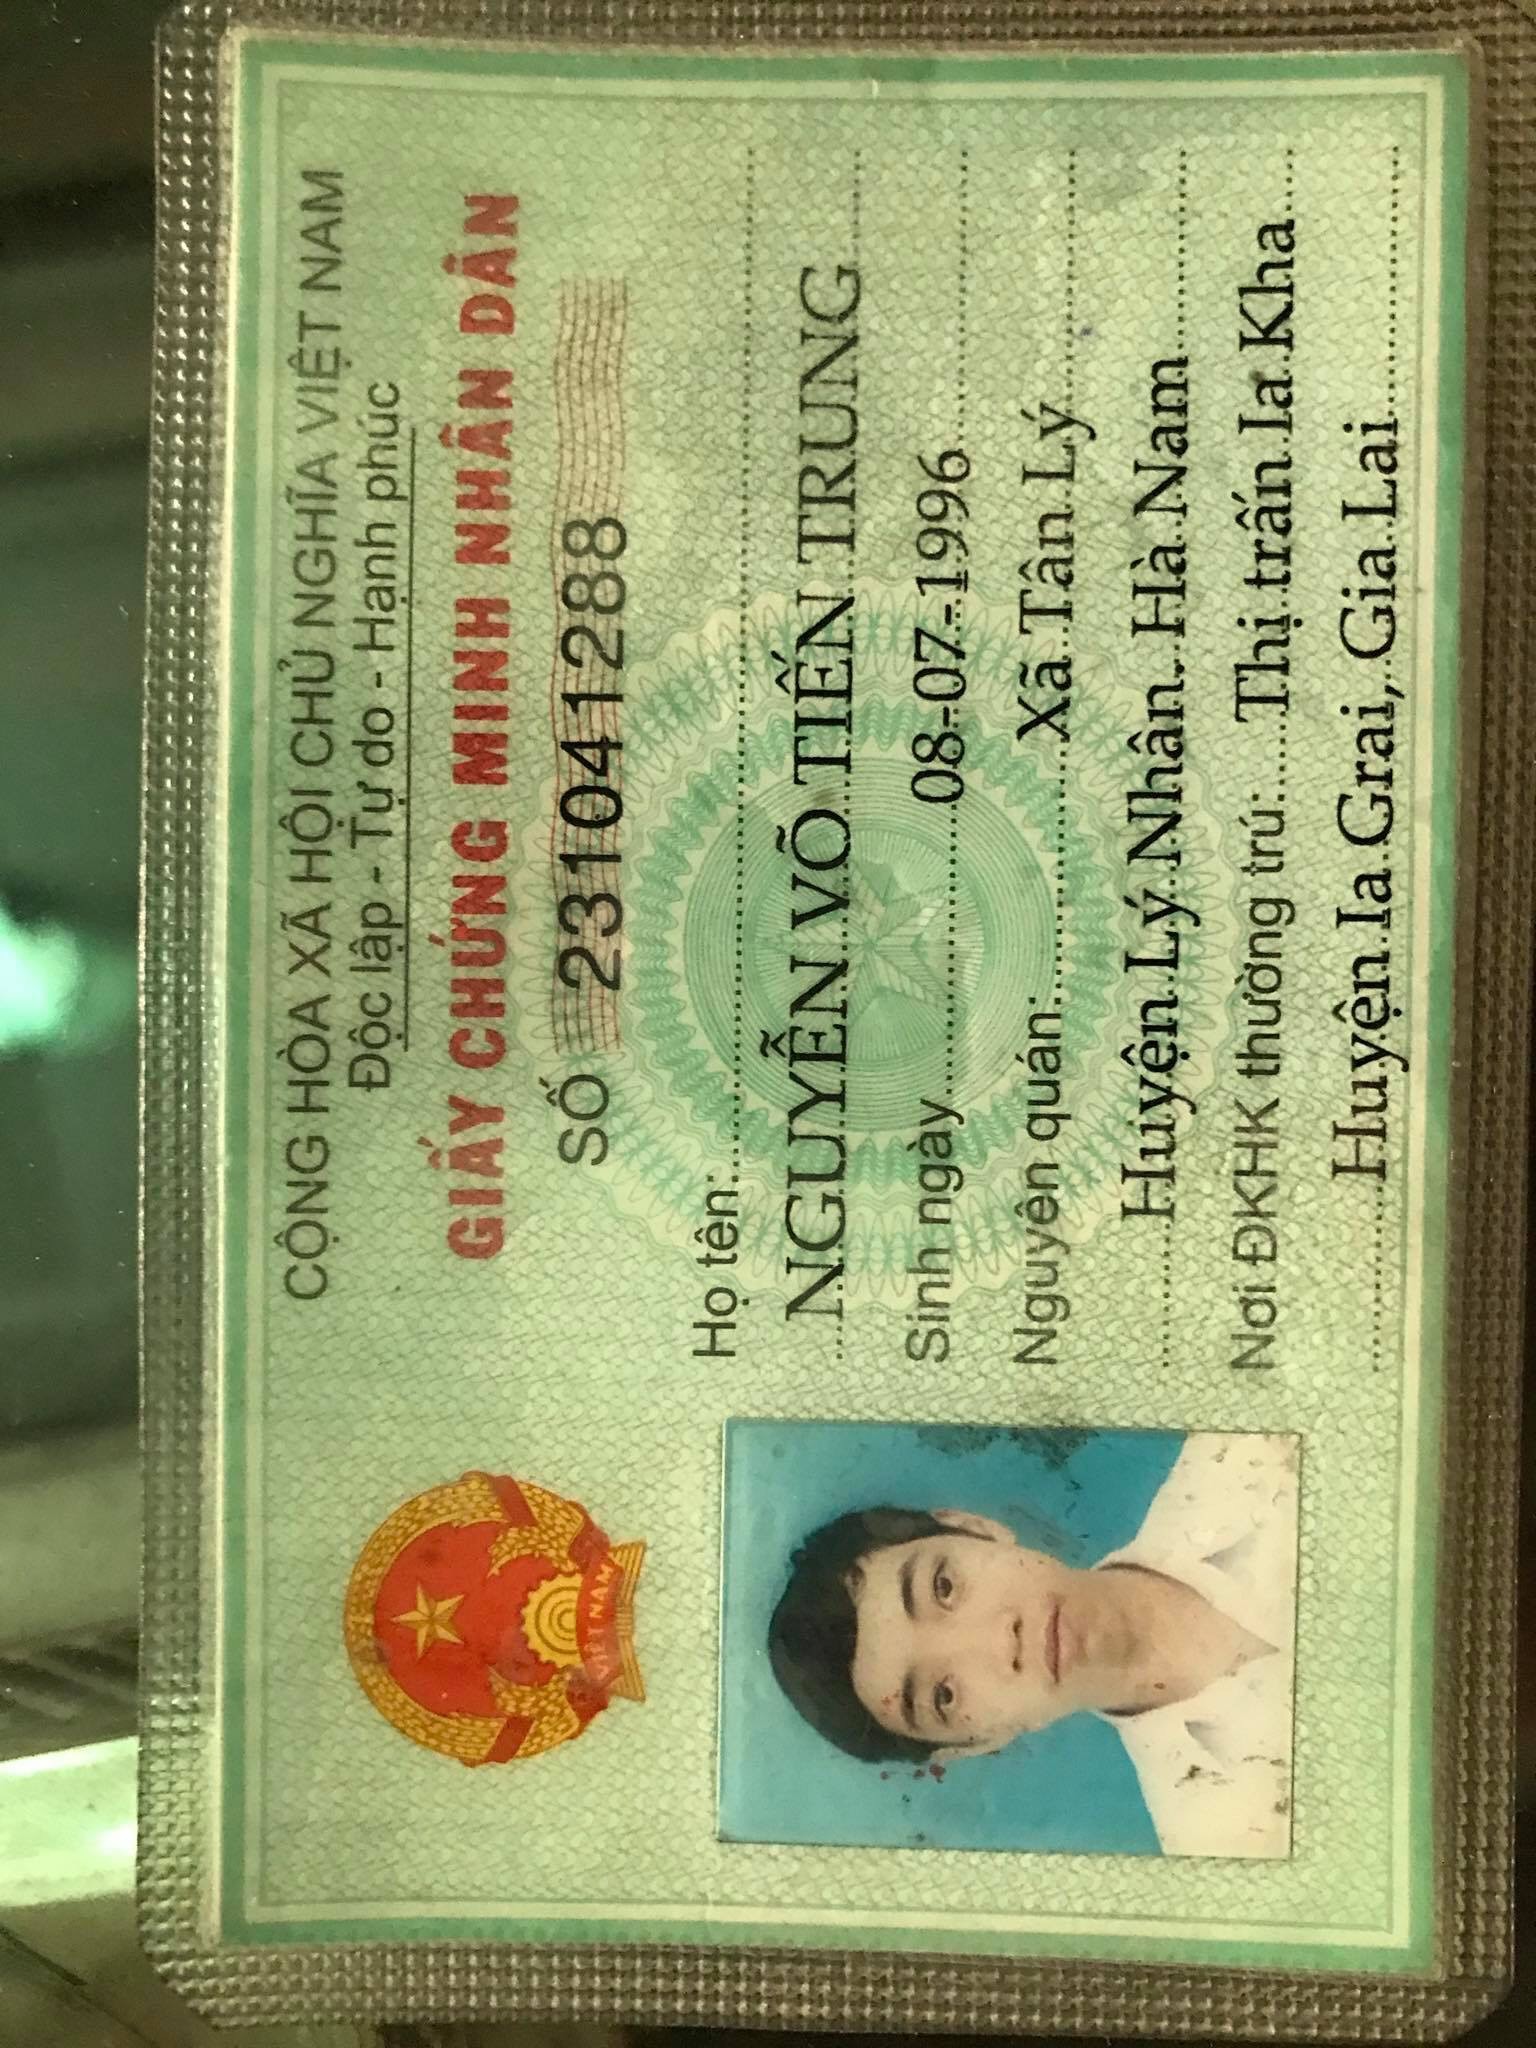 CỘNG HÒA XÃ HỘI CHỦ NGHĨA VIỆT NAM
Độc lập - Tự do - Hạnh phúc
GIẤY CHỨNG MINH NHÂN DÂN
SỐ 231041288
Họ tên:
NGUYỄN VÕ TIẾN TRUNG
Sinh ngày 08-07-1996
Nguyên quán: Xã Tân Lý
Huyện Lý Nhân, Hà Nam
Nơi ĐKHK thường trú: Thị trấn Ia Kha
Huyện Ia Grai, Gia Lai
VIỆT NAM